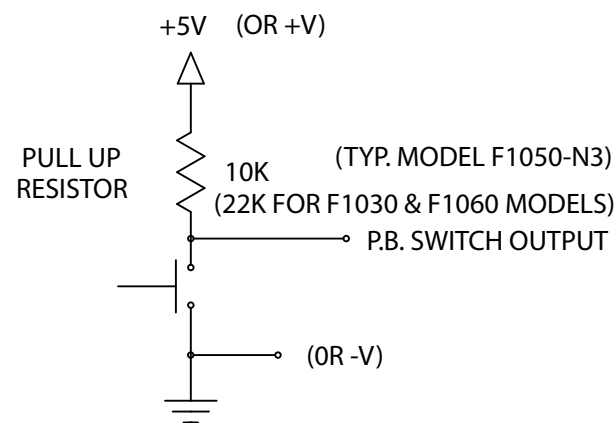 +5V (OR +V)
PULL UP
RESISTOR
10K
(TYP. MODEL F1050-N3)
(22K FOR F1030 & F1060 MODELS)
P.B. SWITCH OUTPUT
(0R -V)